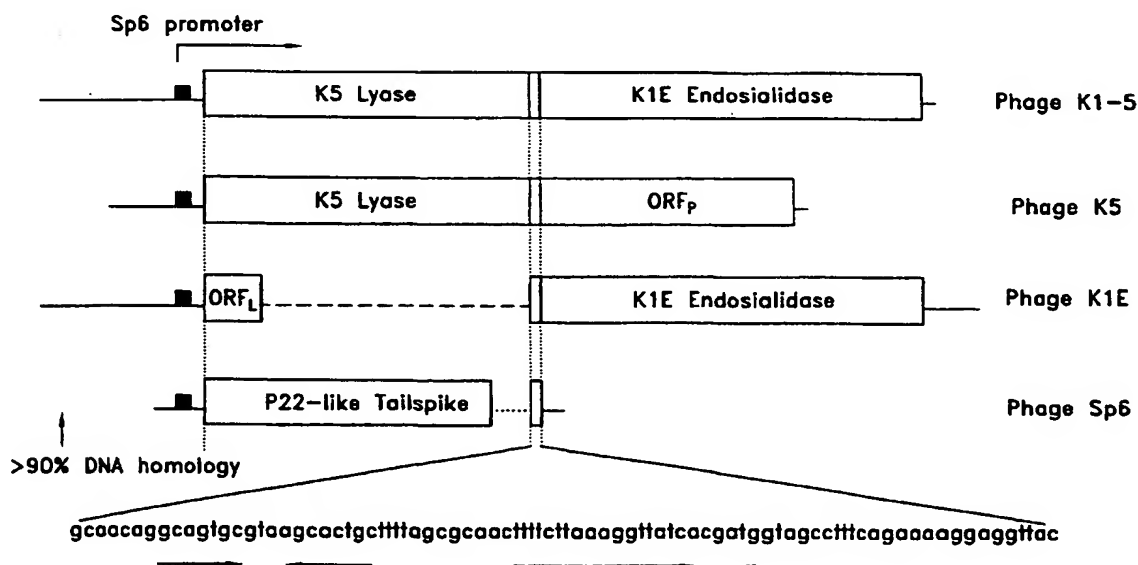 Sp6 promoter
K5 Lyase K1E Endosialidase Phage K1-5
K5 Lyase ORFP Phage K5
ORFL K1E Endosialidase Phage K1E
P22-like Tailspike Phage Sp6
>90% DNA homology
gcaacaggcagtgcgtaagcactgcttttagcgcaacttttcttaaaggttatcacgatggtagcctttcagaaaaggaggttac